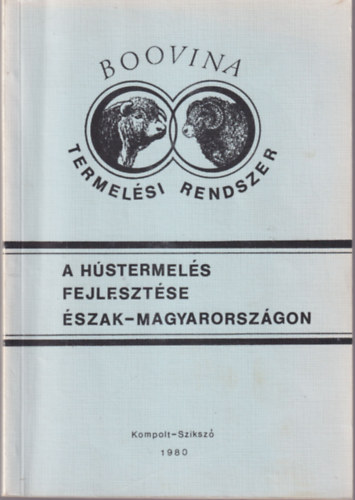 BOOVINA
TERMELÉSI RENDSZER
A HÚSTERMELÉS
FEJLESZTÉSE
ÉSZAK-MAGYARORSZÁGON
Kompolt-Szikszó
1980